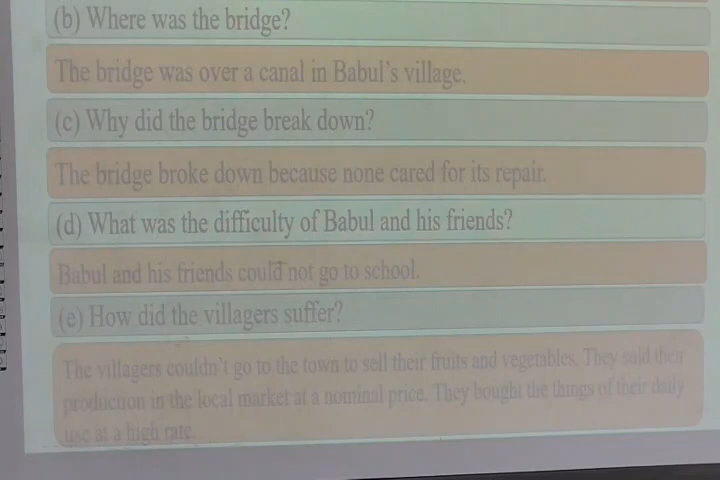 (b) Where was the bridge?
The bridge was over a canal in Babul's village.
(c) Why did the bridge break down?
The bridge broke down because none cared for its repair.
(d) What was the difficulty of Babul and his friends?
Babul and his friends could not go to school.
(e) How did the villagers suffer?
The villagers couldn't go to the town to sell their fruits and vegetables. They sold their
production in the local market at a nominal price. They bought the things of their daily
use at a high rate.